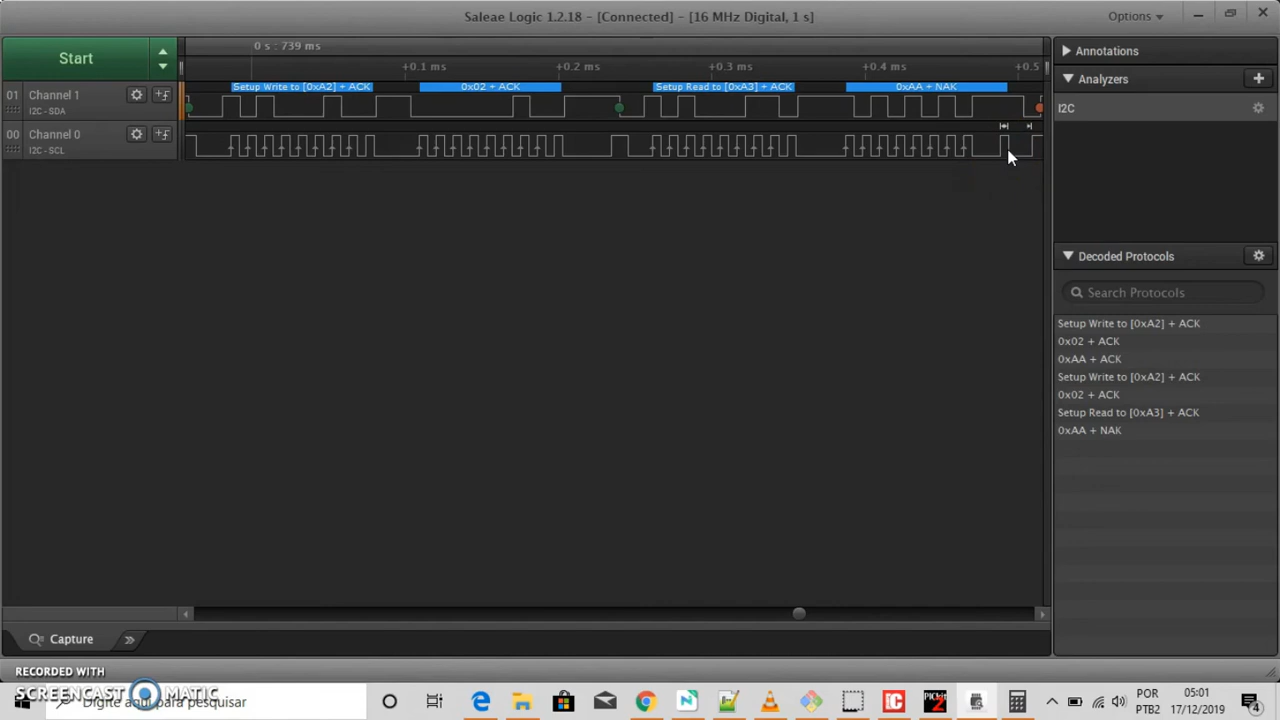 Saleae Logic 1.2.18 - [Connected] - [16 MHz Digital, 1 s]
Options
Start
0 s : 739 ms
+0.1 ms
+0.2 ms
+0.3 ms
+0.4 ms
+0.5
Annotations
Analyzers
I2C
01
Channel 1
I2C - SDA
Setup Write to [0xA2] + ACK
0x02 + ACK
Setup Read to [0xA3] + ACK
0xAA + NAK
00
Channel 0
I2C - SCL
Decoded Protocols
Search Protocols
Setup Write to [0xA2] + ACK
0x02 + ACK
0xAA + ACK
Setup Write to [0xA2] + ACK
0x02 + ACK
Setup Read to [0xA3] + ACK
0xAA + NAK
Capture
RECORDED WITH
SCREENCAST MATIC
Digite aqui para pesquisar
PICkit 2
POR
PTB2
05:01
17/12/2019
4